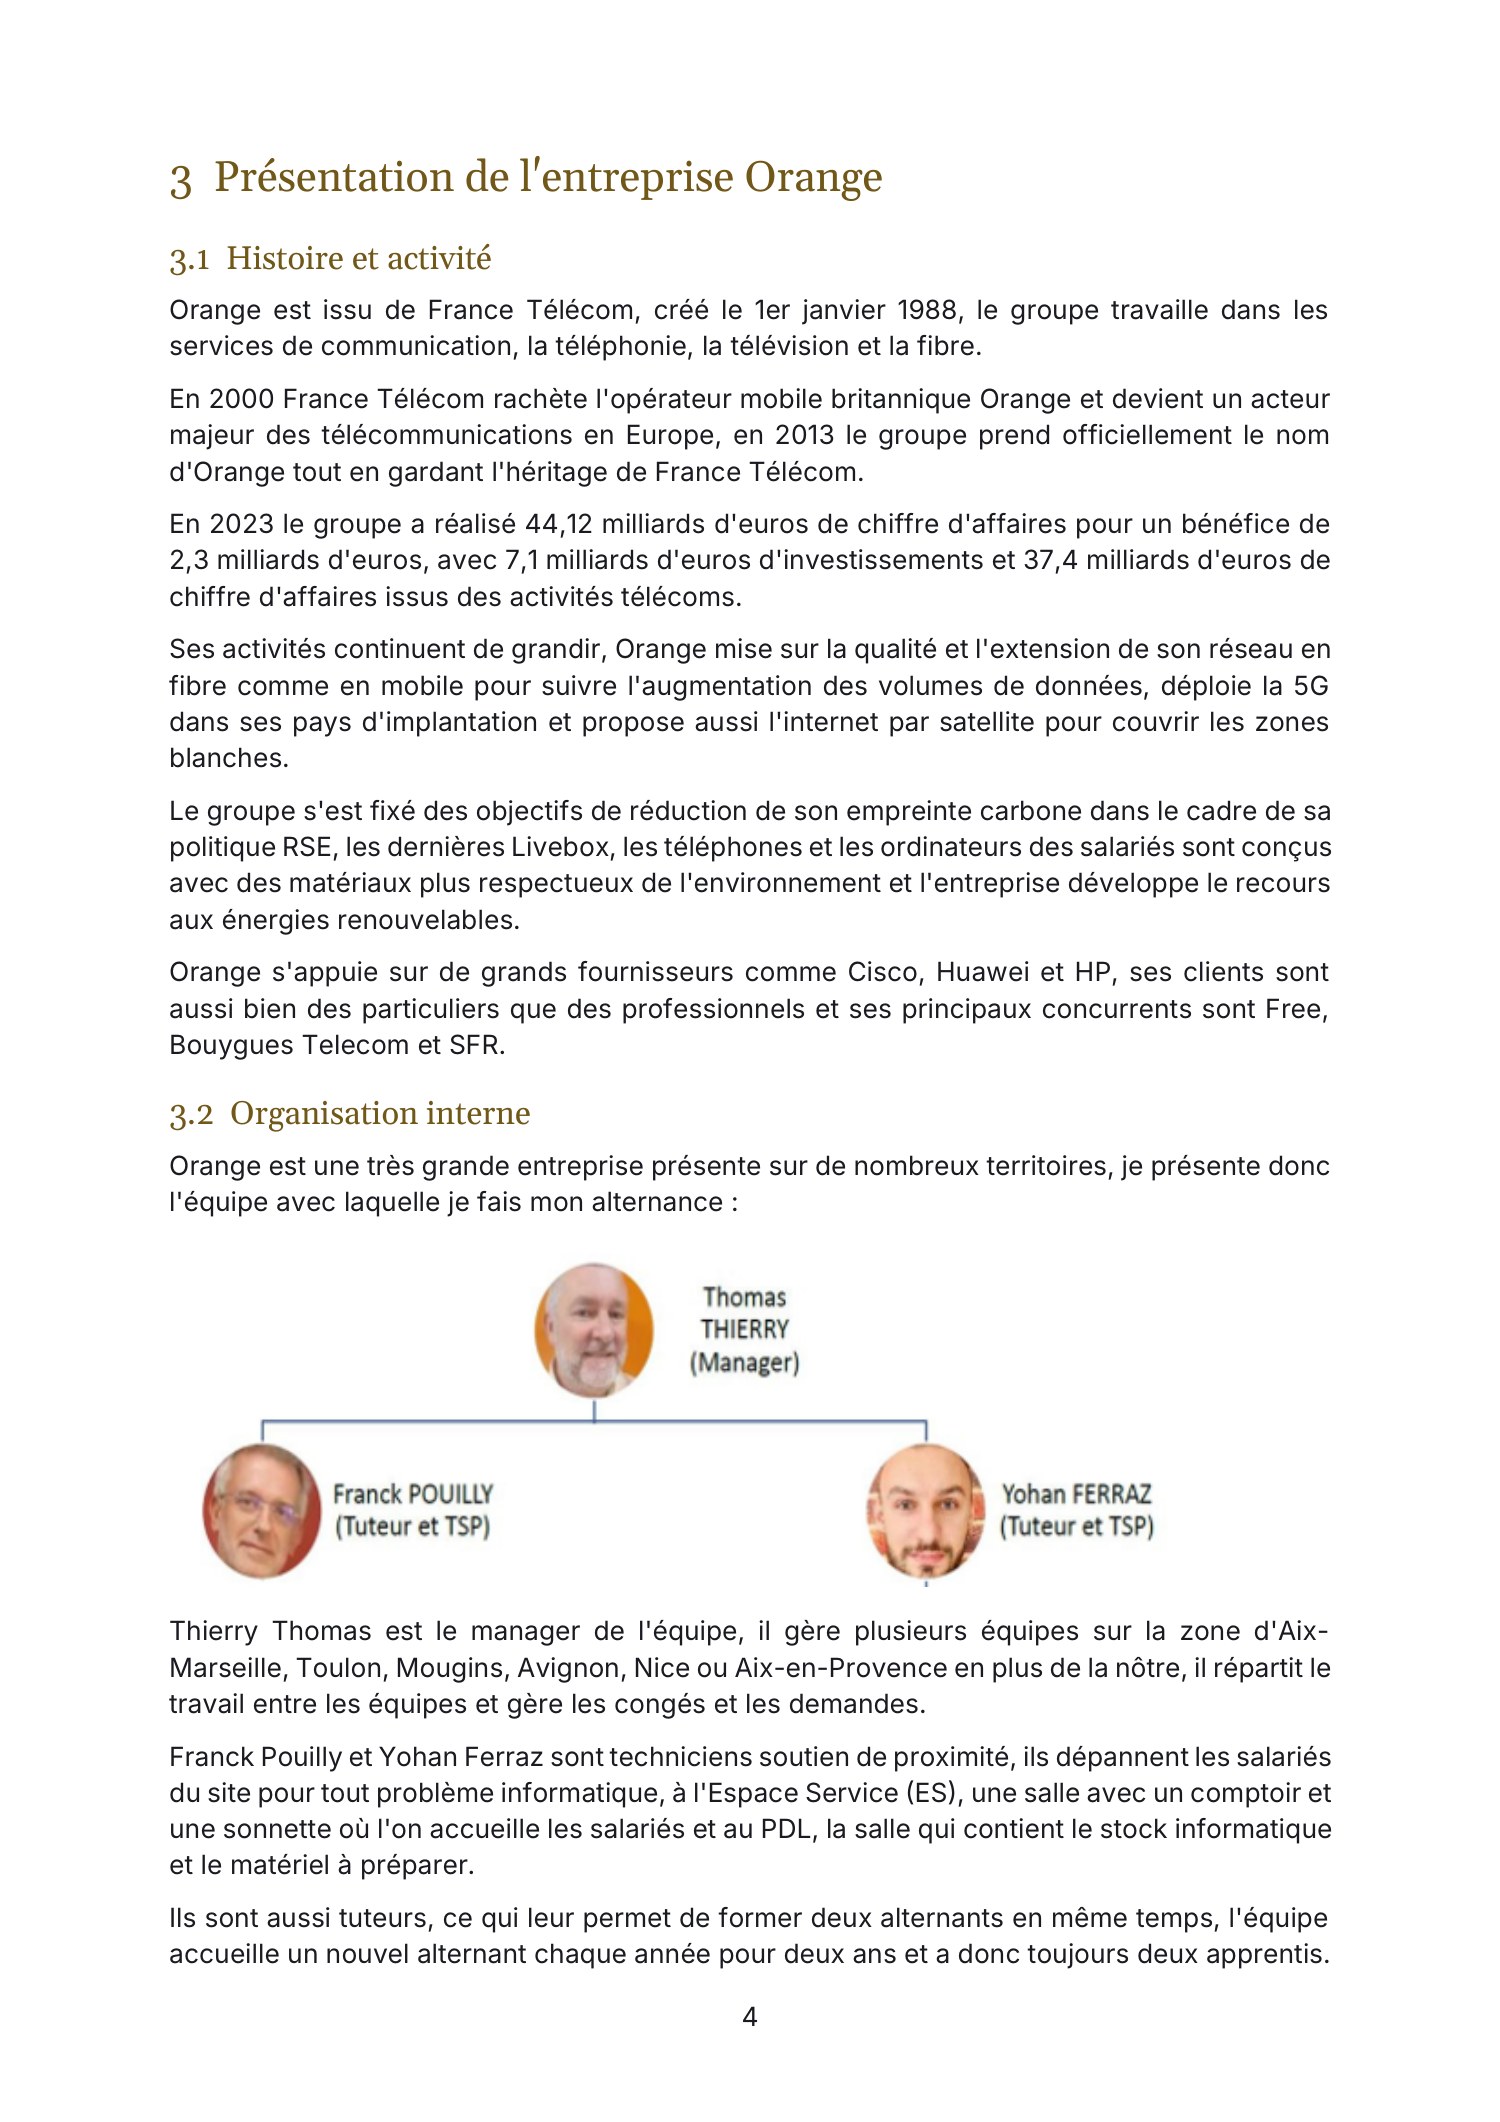 3 Présentation de l'entreprise Orange
3.1 Histoire et activité
Orange est issu de France Télécom, créé le 1er janvier 1988, le groupe travaille dans les
services de communication, la téléphonie, la télévision et la fibre.
En 2000 France Télécom rachète l'opérateur mobile britannique Orange et devient un acteur
majeur des télécommunications en Europe, en 2013 le groupe prend officiellement le nom
d'Orange tout en gardant l'héritage de France Télécom.
En 2023 le groupe a réalisé 44,12 milliards d'euros de chiffre d'affaires pour un bénéfice de
2,3 milliards d'euros, avec 7,1 milliards d'euros d'investissements et 37,4 milliards d'euros de
chiffre d'affaires issus des activités télécoms.
Ses activités continuent de grandir, Orange mise sur la qualité et l'extension de son réseau en
fibre comme en mobile pour suivre l'augmentation des volumes de données, déploie la 5G
dans ses pays d'implantation et propose aussi l'internet par satellite pour couvrir les zones
blanches.
Le groupe s'est fixé des objectifs de réduction de son empreinte carbone dans le cadre de sa
politique RSE, les dernières Livebox, les téléphones et les ordinateurs des salariés sont conçus
avec des matériaux plus respectueux de l'environnement et l'entreprise développe le recours
aux énergies renouvelables.
Orange s'appuie sur de grands fournisseurs comme Cisco, Huawei et HP, ses clients sont
aussi bien des particuliers que des professionnels et ses principaux concurrents sont Free,
Bouygues Telecom et SFR.
3.2 Organisation interne
Orange est une très grande entreprise présente sur de nombreux territoires, je présente donc
l'équipe avec laquelle je fais mon alternance :
Thomas
THIERRY
(Manager)
Franck POUILLY
(Tuteur et TSP)
Yohan FERRAZ
(Tuteur et TSP)
Thierry Thomas est le manager de l'équipe, il gère plusieurs équipes sur la zone d'Aix-
Marseille, Toulon, Mougins, Avignon, Nice ou Aix-en-Provence en plus de la nôtre, il répartit le
travail entre les équipes et gère les congés et les demandes.
Franck Pouilly et Yohan Ferraz sont techniciens soutien de proximité, ils dépannent les salariés
du site pour tout problème informatique, à l'Espace Service (ES), une salle avec un comptoir et
une sonnette où l'on accueille les salariés et au PDL, la salle qui contient le stock informatique
et le matériel à préparer.
Ils sont aussi tuteurs, ce qui leur permet de former deux alternants en même temps, l'équipe
accueille un nouvel alternant chaque année pour deux ans et a donc toujours deux apprentis.
4